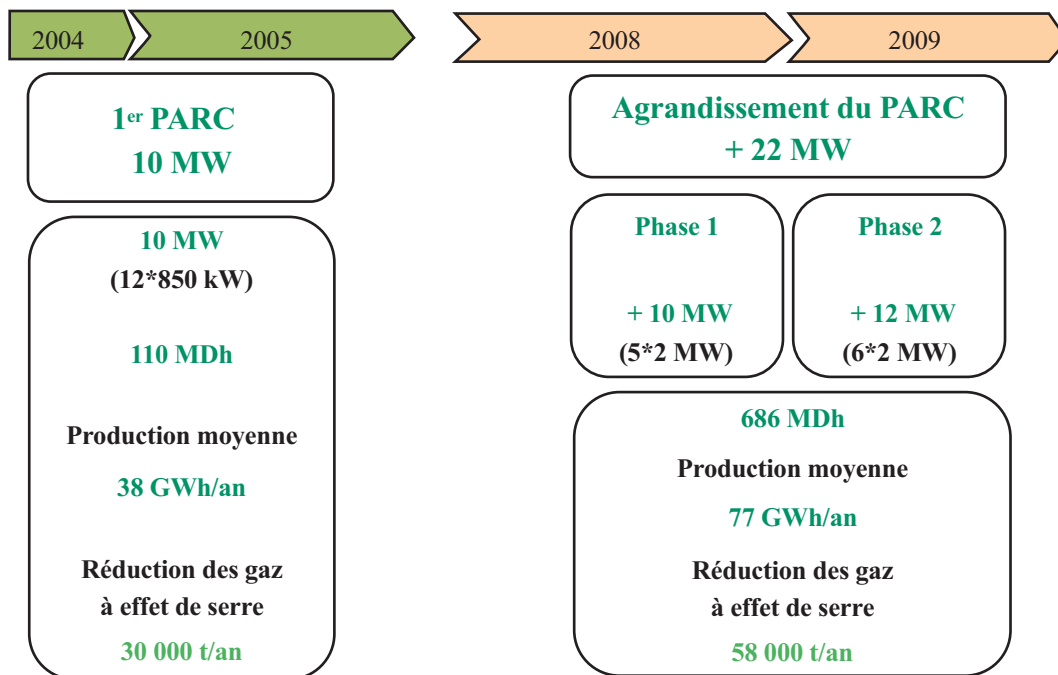 2004
2005
2008
2009
1er PARC
10 MW
10 MW
(12*850 kW)
110 MDh
Production moyenne
38 GWh/an
Réduction des gaz
à effet de serre
30 000 t/an
Agrandissement du PARC
+ 22 MW
Phase 1
+ 10 MW
(5*2 MW)
Phase 2
+ 12 MW
(6*2 MW)
686 MDh
Production moyenne
77 GWh/an
Réduction des gaz
à effet de serre
58 000 t/an